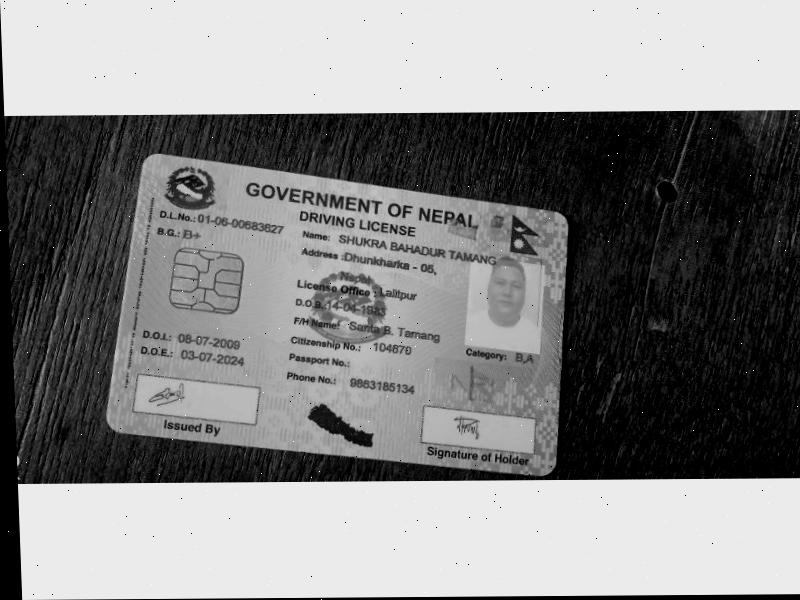 GOVERNMENT OF NEPAL
DRIVING LICENSE
D.L.No.: 01-06-00683627
B.G.: B+
Name: SHUKRA BAHADUR TAMANG
Address : Dhunkharka - 05,
Nepal
License Office : Lalitpur
D.O.B.: 14-04-1983
F/H Name: Santa B. Tamang
Citizenship No.: 104679
Passport No.:
Phone No.: 9863185134
D.O.I.: 08-07-2009
D.O.E.: 03-07-2024
Category: B,A
Issued By
Signature of Holder